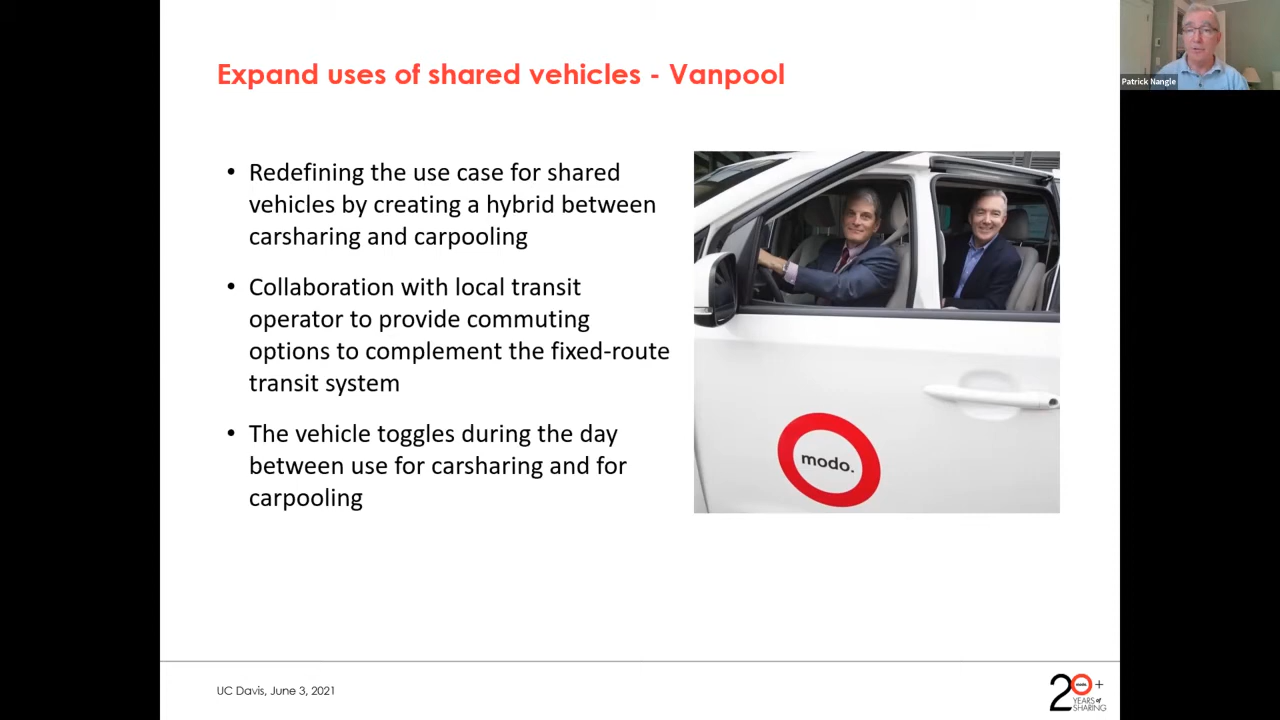 Expand uses of shared vehicles - Vanpool
Patrick Nangle
• Redefining the use case for shared
vehicles by creating a hybrid between
carsharing and carpooling
• Collaboration with local transit
operator to provide commuting
options to complement the fixed-route
transit system
• The vehicle toggles during the day
between use for carsharing and for
carpooling
modo.
UC Davis, June 3, 2021
20+
modo.
YEARS of
SHARING